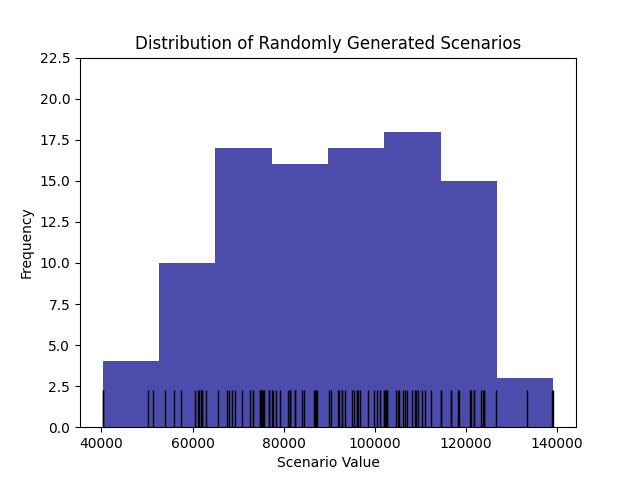 Distribution of Randomly Generated Scenarios
22.5
20.0
17.5
15.0
12.5
10.0
7.5
5.0
2.5
0.0
Frequency
40000 60000 80000 100000 120000 140000
Scenario Value